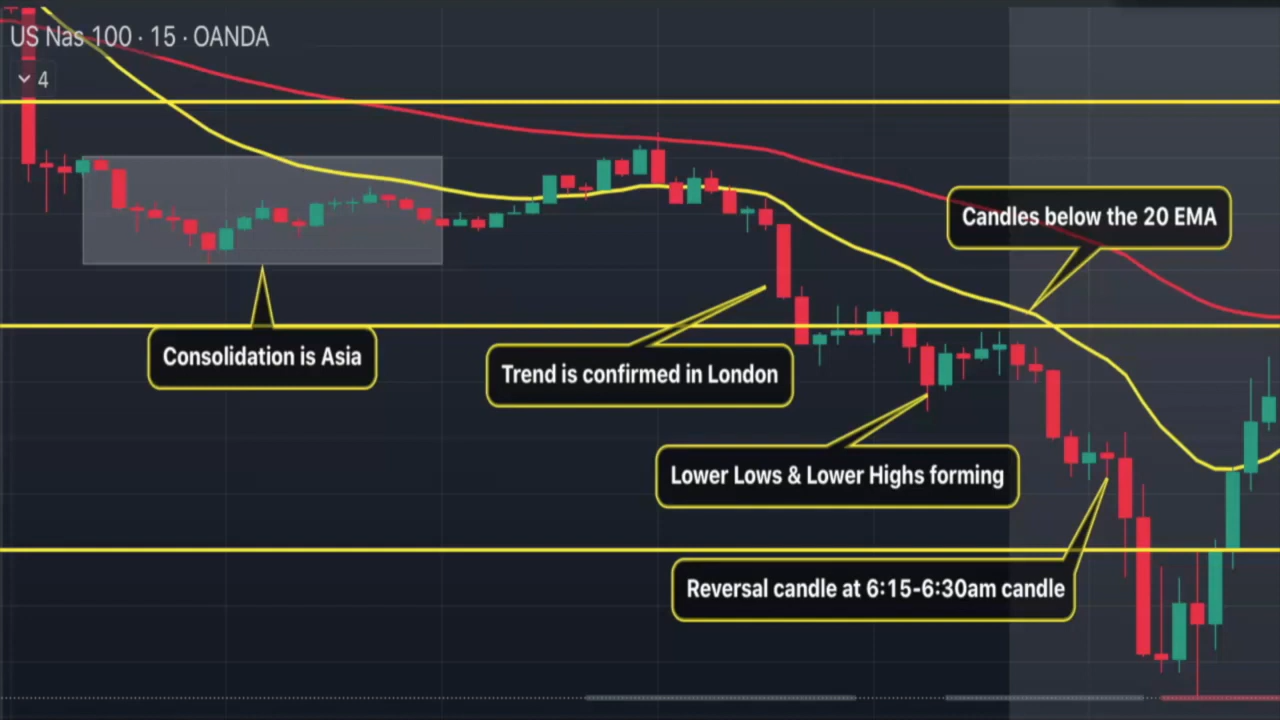 US Nas 100 · 15 · OANDA
4
Candles below the 20 EMA
Consolidation is Asia
Trend is confirmed in London
Lower Lows & Lower Highs forming
Reversal candle at 6:15-6:30am candle